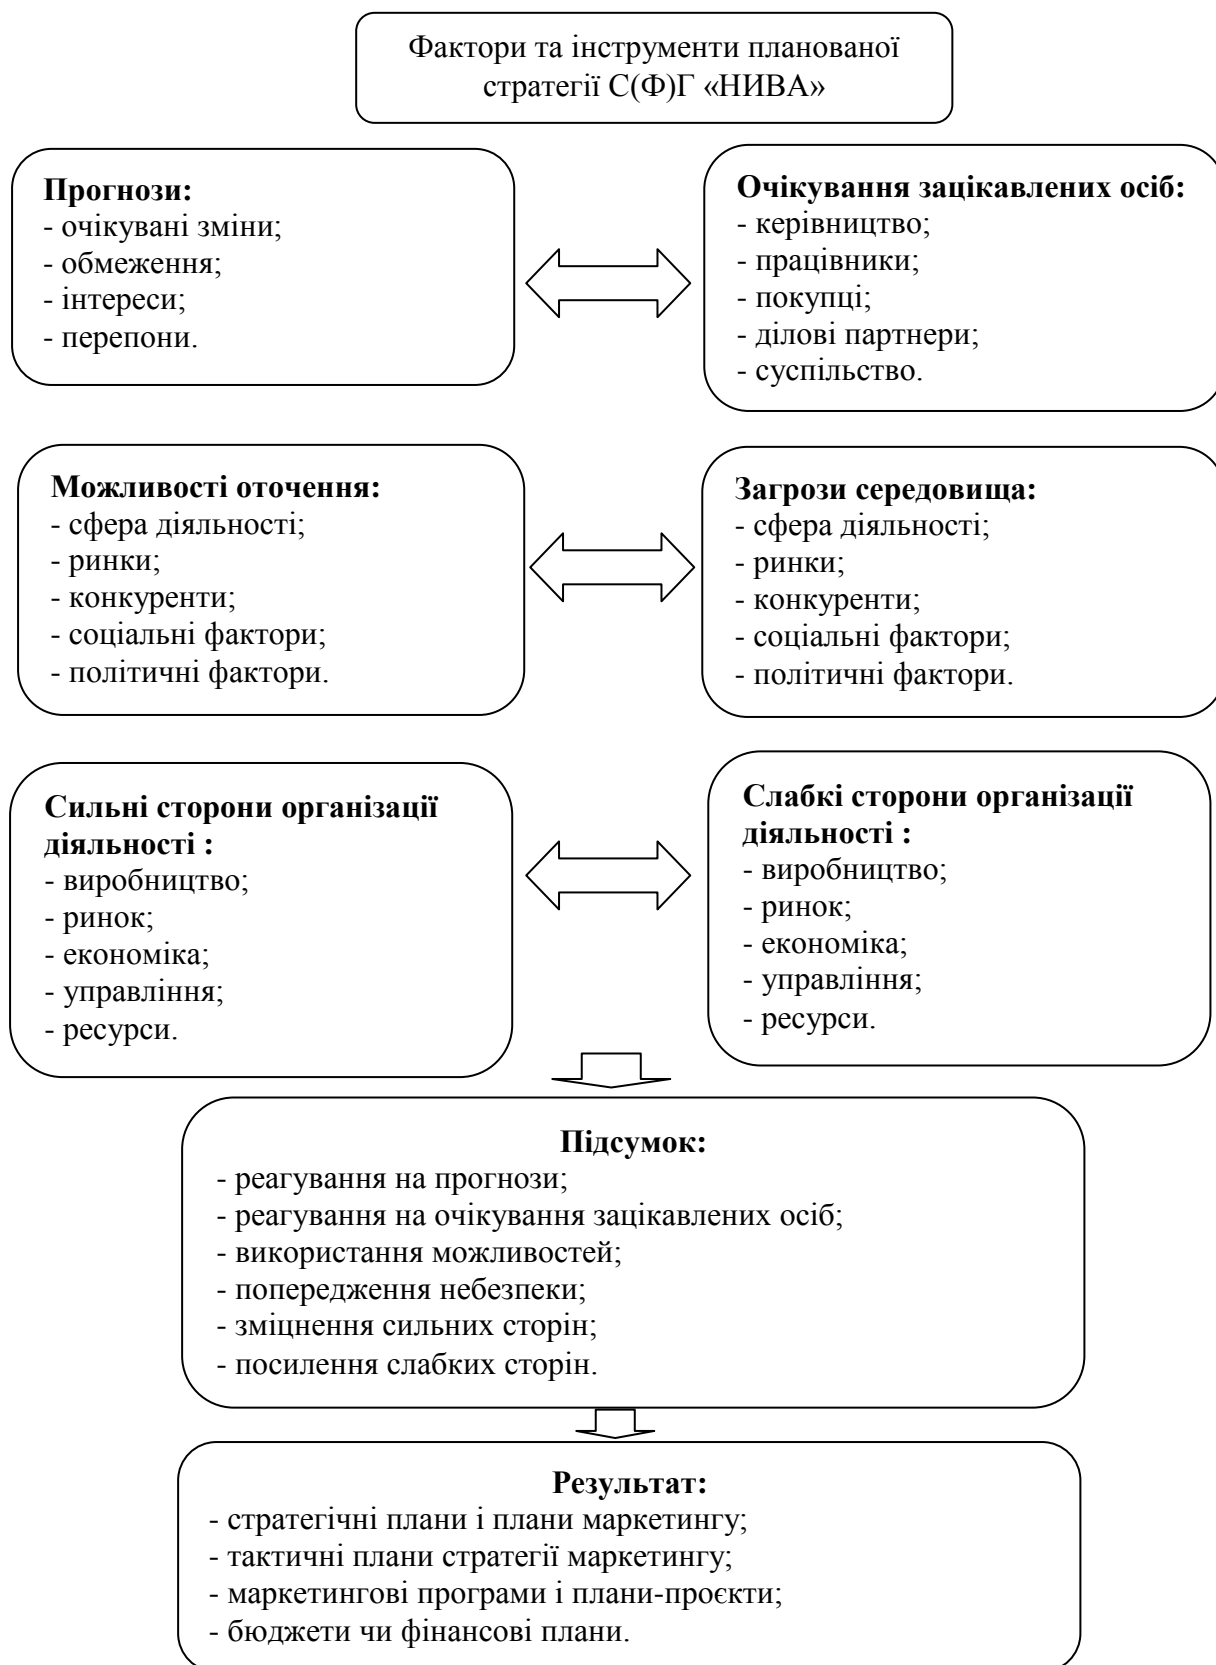 Фактори та інструменти планованої
стратегії С(Ф)Г «НИВА»
Прогнози:
- очікувані зміни;
- обмеження;
- інтереси;
- перепони.
Очікування зацікавлених осіб:
- керівництво;
- працівники;
- покупці;
- ділові партнери;
- суспільство.
Можливості оточення:
- сфера діяльності;
- ринки;
- конкуренти;
- соціальні фактори;
- політичні фактори.
Загрози середовища:
- сфера діяльності;
- ринки;
- конкуренти;
- соціальні фактори;
- політичні фактори.
Сильні сторони організації
діяльності :
- виробництво;
- ринок;
- економіка;
- управління;
- ресурси.
Слабкі сторони організації
діяльності :
- виробництво;
- ринок;
- економіка;
- управління;
- ресурси.
Підсумок:
- реагування на прогнози;
- реагування на очікування зацікавлених осіб;
- використання можливостей;
- попередження небезпеки;
- зміцнення сильних сторін;
- посилення слабких сторін.
Результат:
- стратегічні плани і плани маркетингу;
- тактичні плани стратегії маркетингу;
- маркетингові програми і плани-проєкти;
- бюджети чи фінансові плани.